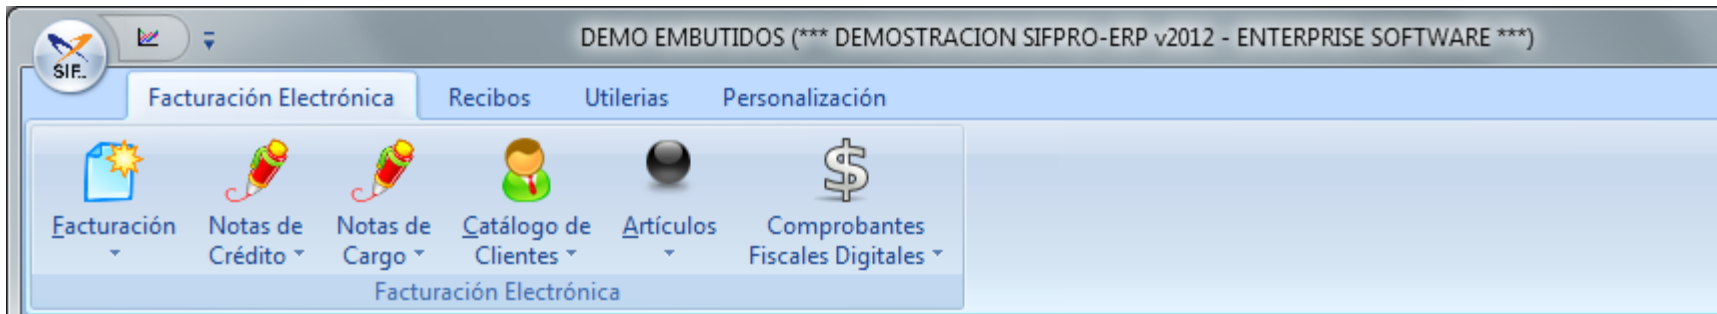 DEMO EMBUTIDOS (*** DEMOSTRACION SIFPRO-ERP v2012 - ENTERPRISE SOFTWARE ***)
SIF..
Facturación Electrónica Recibos Utilerias Personalización
Facturación Notas de Notas de Catálogo de Artículos Comprobantes
Crédito Cargo Clientes Fiscales Digitales
Facturación Electrónica